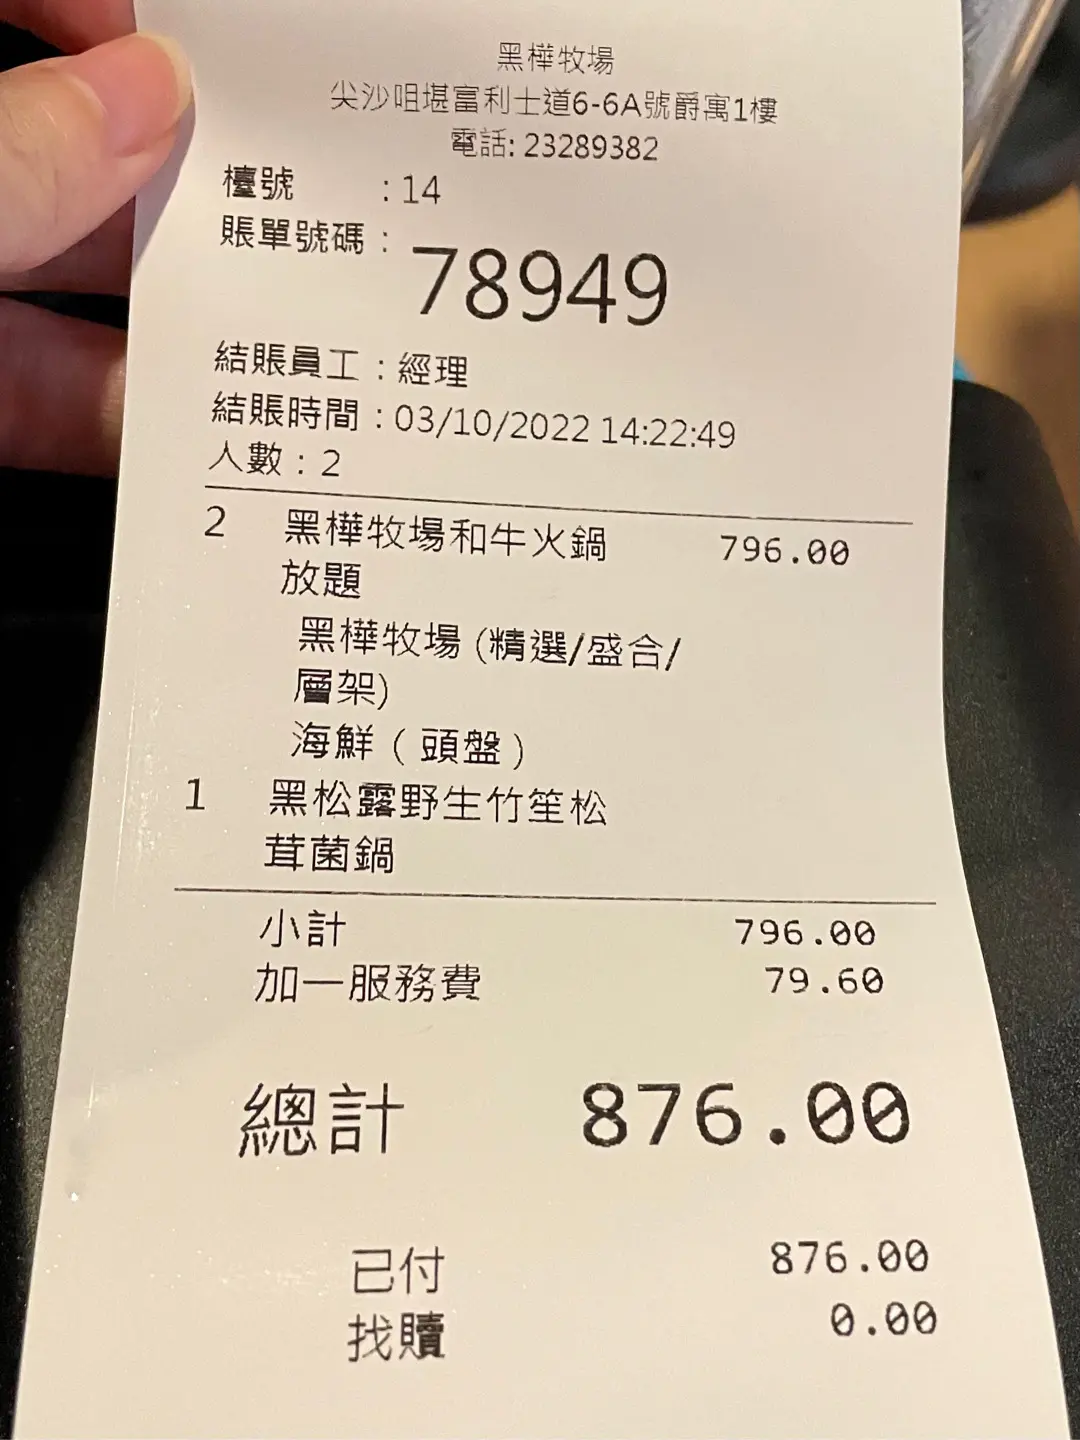 黑樺牧場
尖沙咀堪富利士道6-6A號爵寓1樓
電話: 23289382
檯號 : 14
賬單號碼 : 78949
結賬員工 : 經理
結賬時間 : 03/10/2022 14:22:49
人數 : 2
2 黑樺牧場和牛火鍋 796.00
放題
黑樺牧場 (精選/盛合/
層架)
海鮮 ( 頭盤 )
1 黑松露野生竹笙松
茸菌鍋
小計 796.00
加一服務費 79.60
總計 876.00
已付 876.00
找贖 0.00